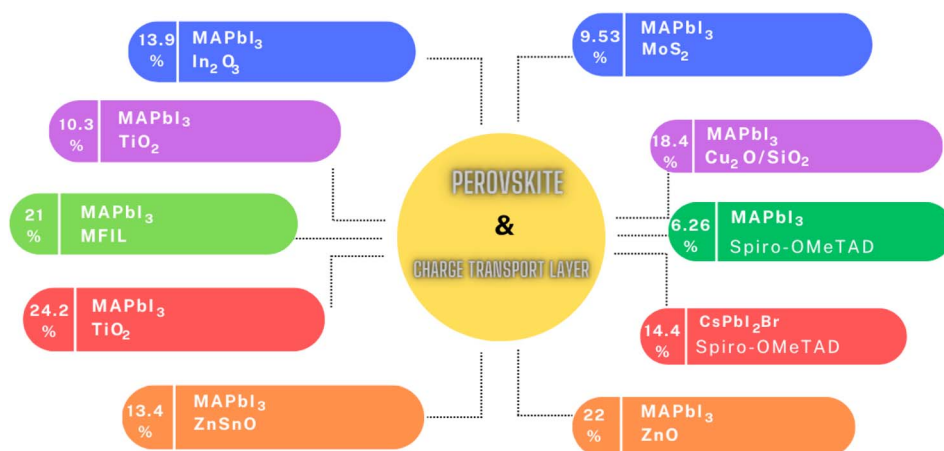 13.9
%
MAPbI₃
In₂O₃
9.53
%
MAPbI₃
MoS₂
10.3
%
MAPbI₃
TiO₂
18.4
%
MAPbI₃
Cu₂O/SiO₂
21
%
MAPbI₃
MFIL
PEROVSKITE
&
CHARGE TRANSPORT LAYER
6.26
%
MAPbI₃
Spiro-OMeTAD
24.2
%
MAPbI₃
TiO₂
14.4
%
CsPbI₂Br
Spiro-OMeTAD
13.4
%
MAPbI₃
ZnSnO
22
%
MAPbI₃
ZnO